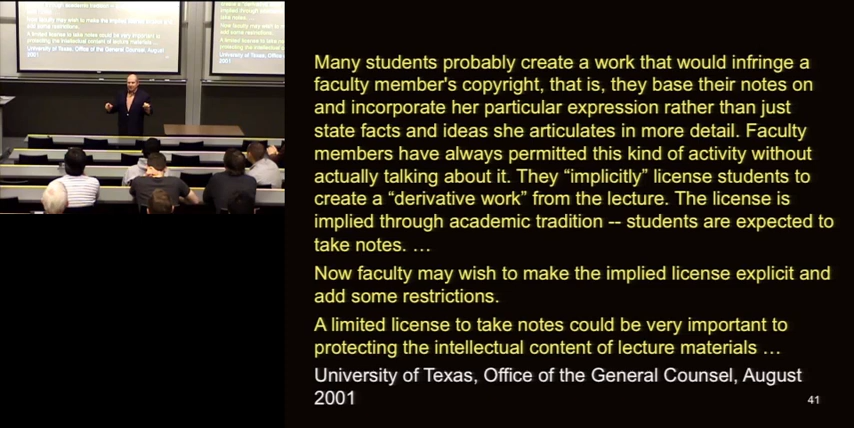 Many students probably create a work that would infringe a
faculty member's copyright, that is, they base their notes on
and incorporate her particular expression rather than just
state facts and ideas she articulates in more detail. Faculty
members have always permitted this kind of activity without
actually talking about it. They “implicitly” license students to
create a “derivative work” from the lecture. The license is
implied through academic tradition -- students are expected to
take notes. …
Now faculty may wish to make the implied license explicit and
add some restrictions.
A limited license to take notes could be very important to
protecting the intellectual content of lecture materials …
University of Texas, Office of the General Counsel, August
2001
41